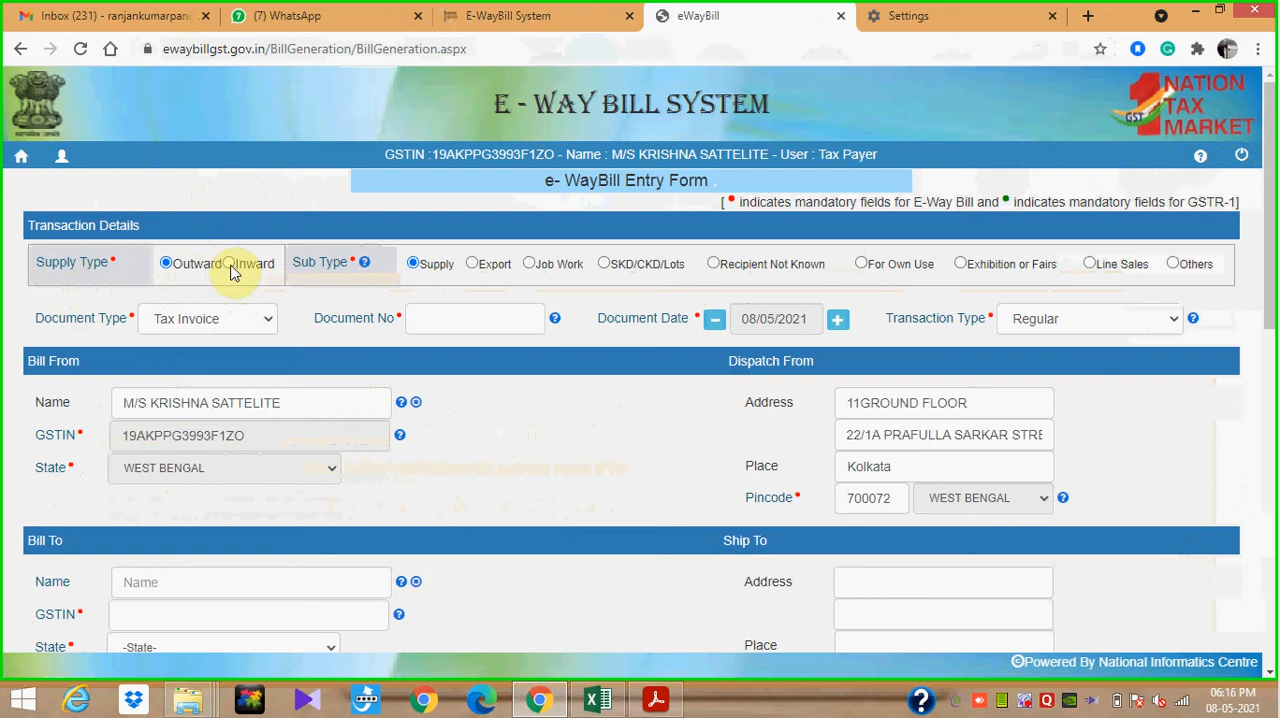 Inbox (231) - ranjankumarpan
(7) WhatsApp
E-WayBill System
eWayBill
Settings
ewaybillgst.gov.in/BillGeneration/BillGeneration.aspx
E - WAY BILL SYSTEM
1 NATION
TAX
MARKET
GST
GSTIN :19AKPPG3993F1ZO - Name : M/S KRISHNA SATTELITE - User : Tax Payer
e- WayBill Entry Form
[ • indicates mandatory fields for E-Way Bill and • indicates mandatory fields for GSTR-1]
Transaction Details
Supply Type • Outward Inward Sub Type • Supply Export Job Work SKD/CKD/Lots Recipient Not Known For Own Use Exhibition or Fairs Line Sales Others
Document Type • Tax Invoice Document No • Document Date • 08/05/2021 Transaction Type • Regular
Bill From Dispatch From
Name M/S KRISHNA SATTELITE Address 11GROUND FLOOR
GSTIN • 19AKPPG3993F1ZO 22/1A PRAFULLA SARKAR STRE
State • WEST BENGAL Place Kolkata
Pincode • 700072 WEST BENGAL
Bill To Ship To
Name Name Address
GSTIN •
State • -State- Place
©Powered By National Informatics Centre
06:16 PM
08-05-2021